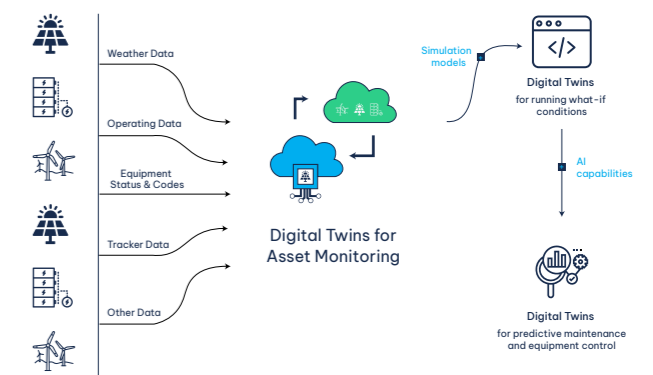 Weather Data
Operating Data
Equipment
Status & Codes
Tracker Data
Other Data
Digital Twins for
Asset Monitoring
Simulation
models
</>
Digital Twins
for running what-if
conditions
AI
capabilities
Digital Twins
for predictive maintenance
and equipment control